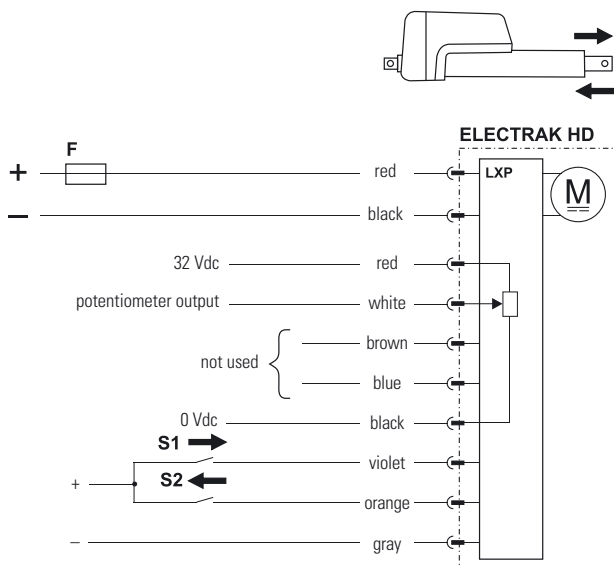 ELECTRAK HD
F
+ red LXP
M
− black
32 Vdc red
potentiometer output white
not used
brown
blue
0 Vdc black
S1 violet
+ S2
orange
− gray